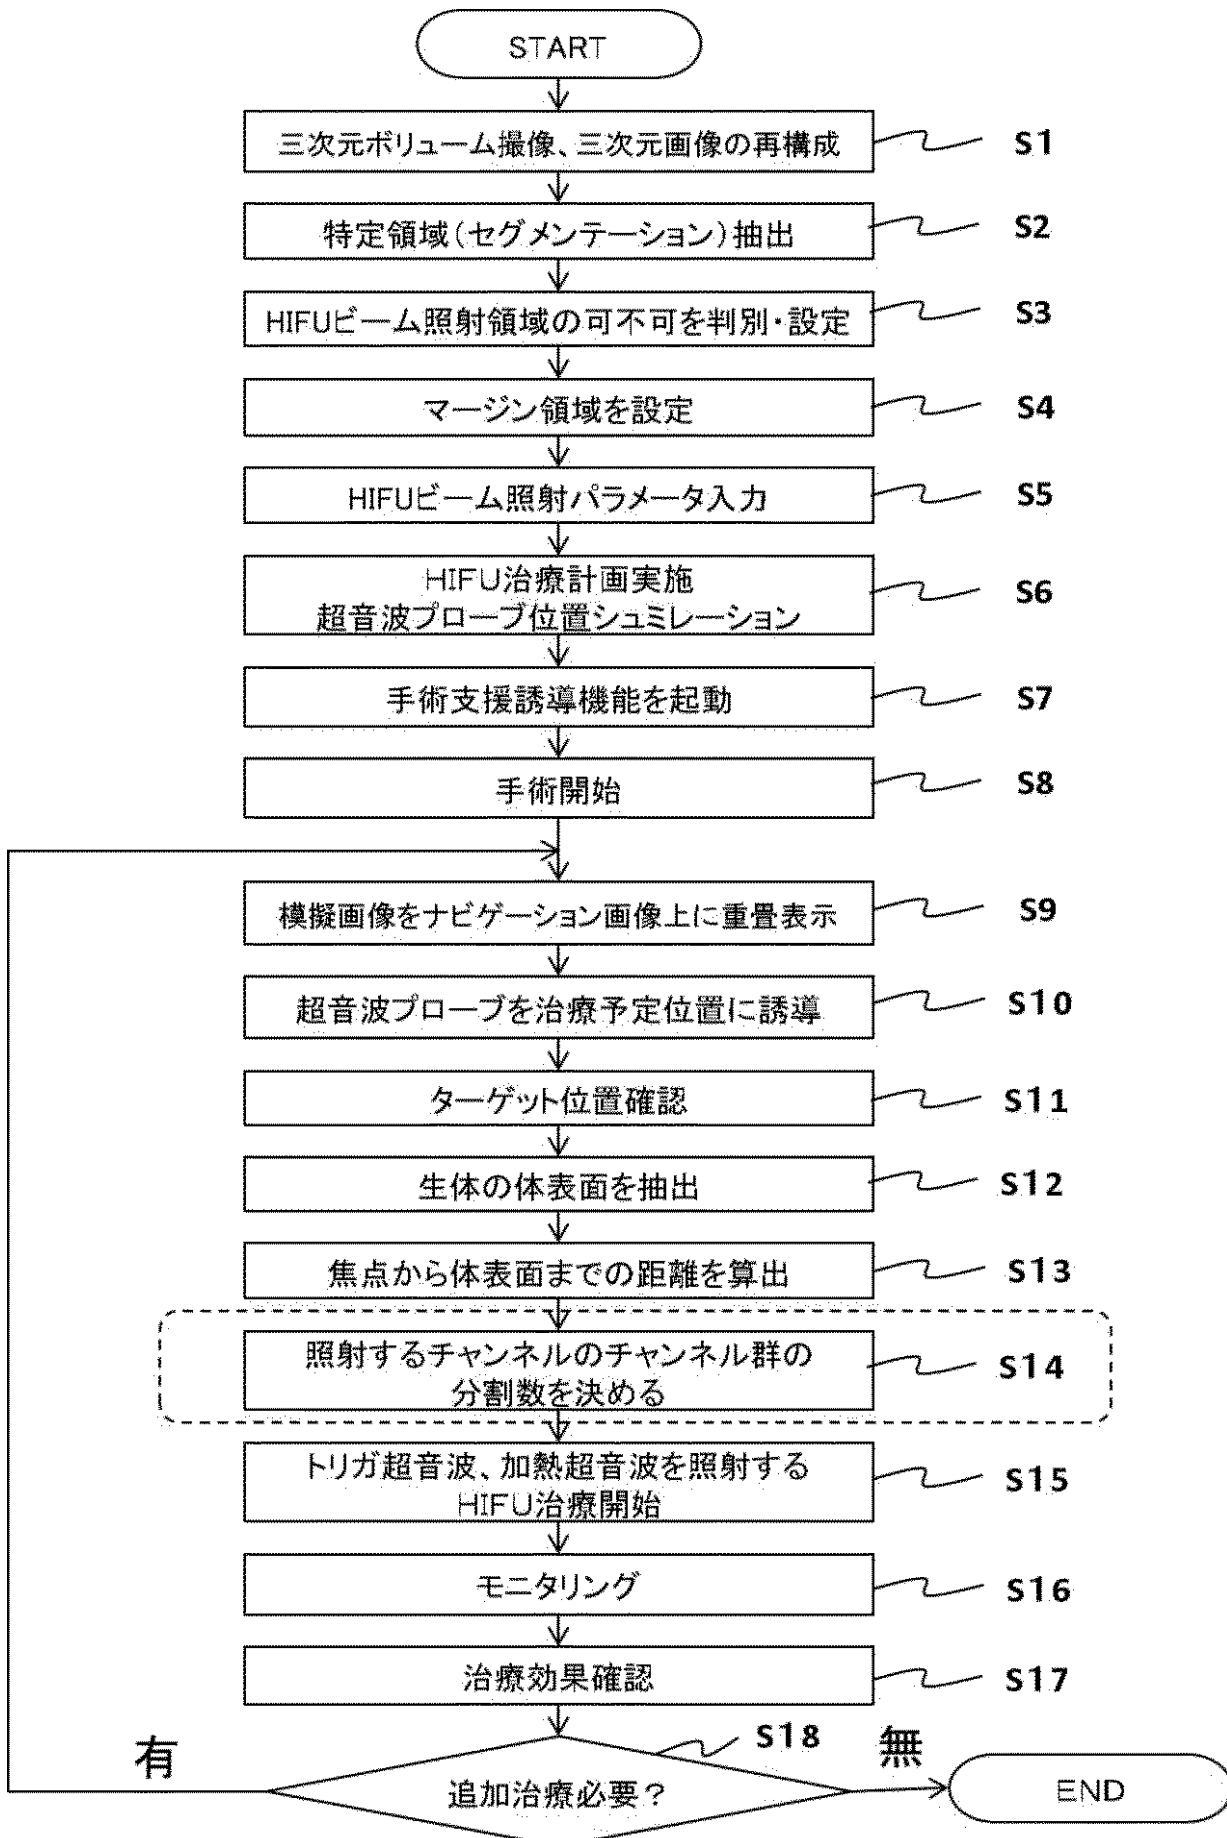 START
三次元ボリューム撮像、三次元画像の再構成
S1
特定領域(セグメンテーション)抽出
S2
HIFUビーム照射領域の可不可を判別・設定
S3
マージン領域を設定
S4
HIFUビーム照射パラメータ入力
S5
HIFU治療計画実施
超音波プローブ位置シュミレーション
S6
手術支援誘導機能を起動
S7
手術開始
S8
模擬画像をナビゲーション画像上に重畳表示
S9
超音波プローブを治療予定位置に誘導
S10
ターゲット位置確認
S11
生体の体表面を抽出
S12
焦点から体表面までの距離を算出
S13
照射するチャンネルのチャンネル群の
分割数を決める
S14
トリガ超音波、加熱超音波を照射する
HIFU治療開始
S15
モニタリング
S16
治療効果確認
S17
有
追加治療必要?
S18
無
END